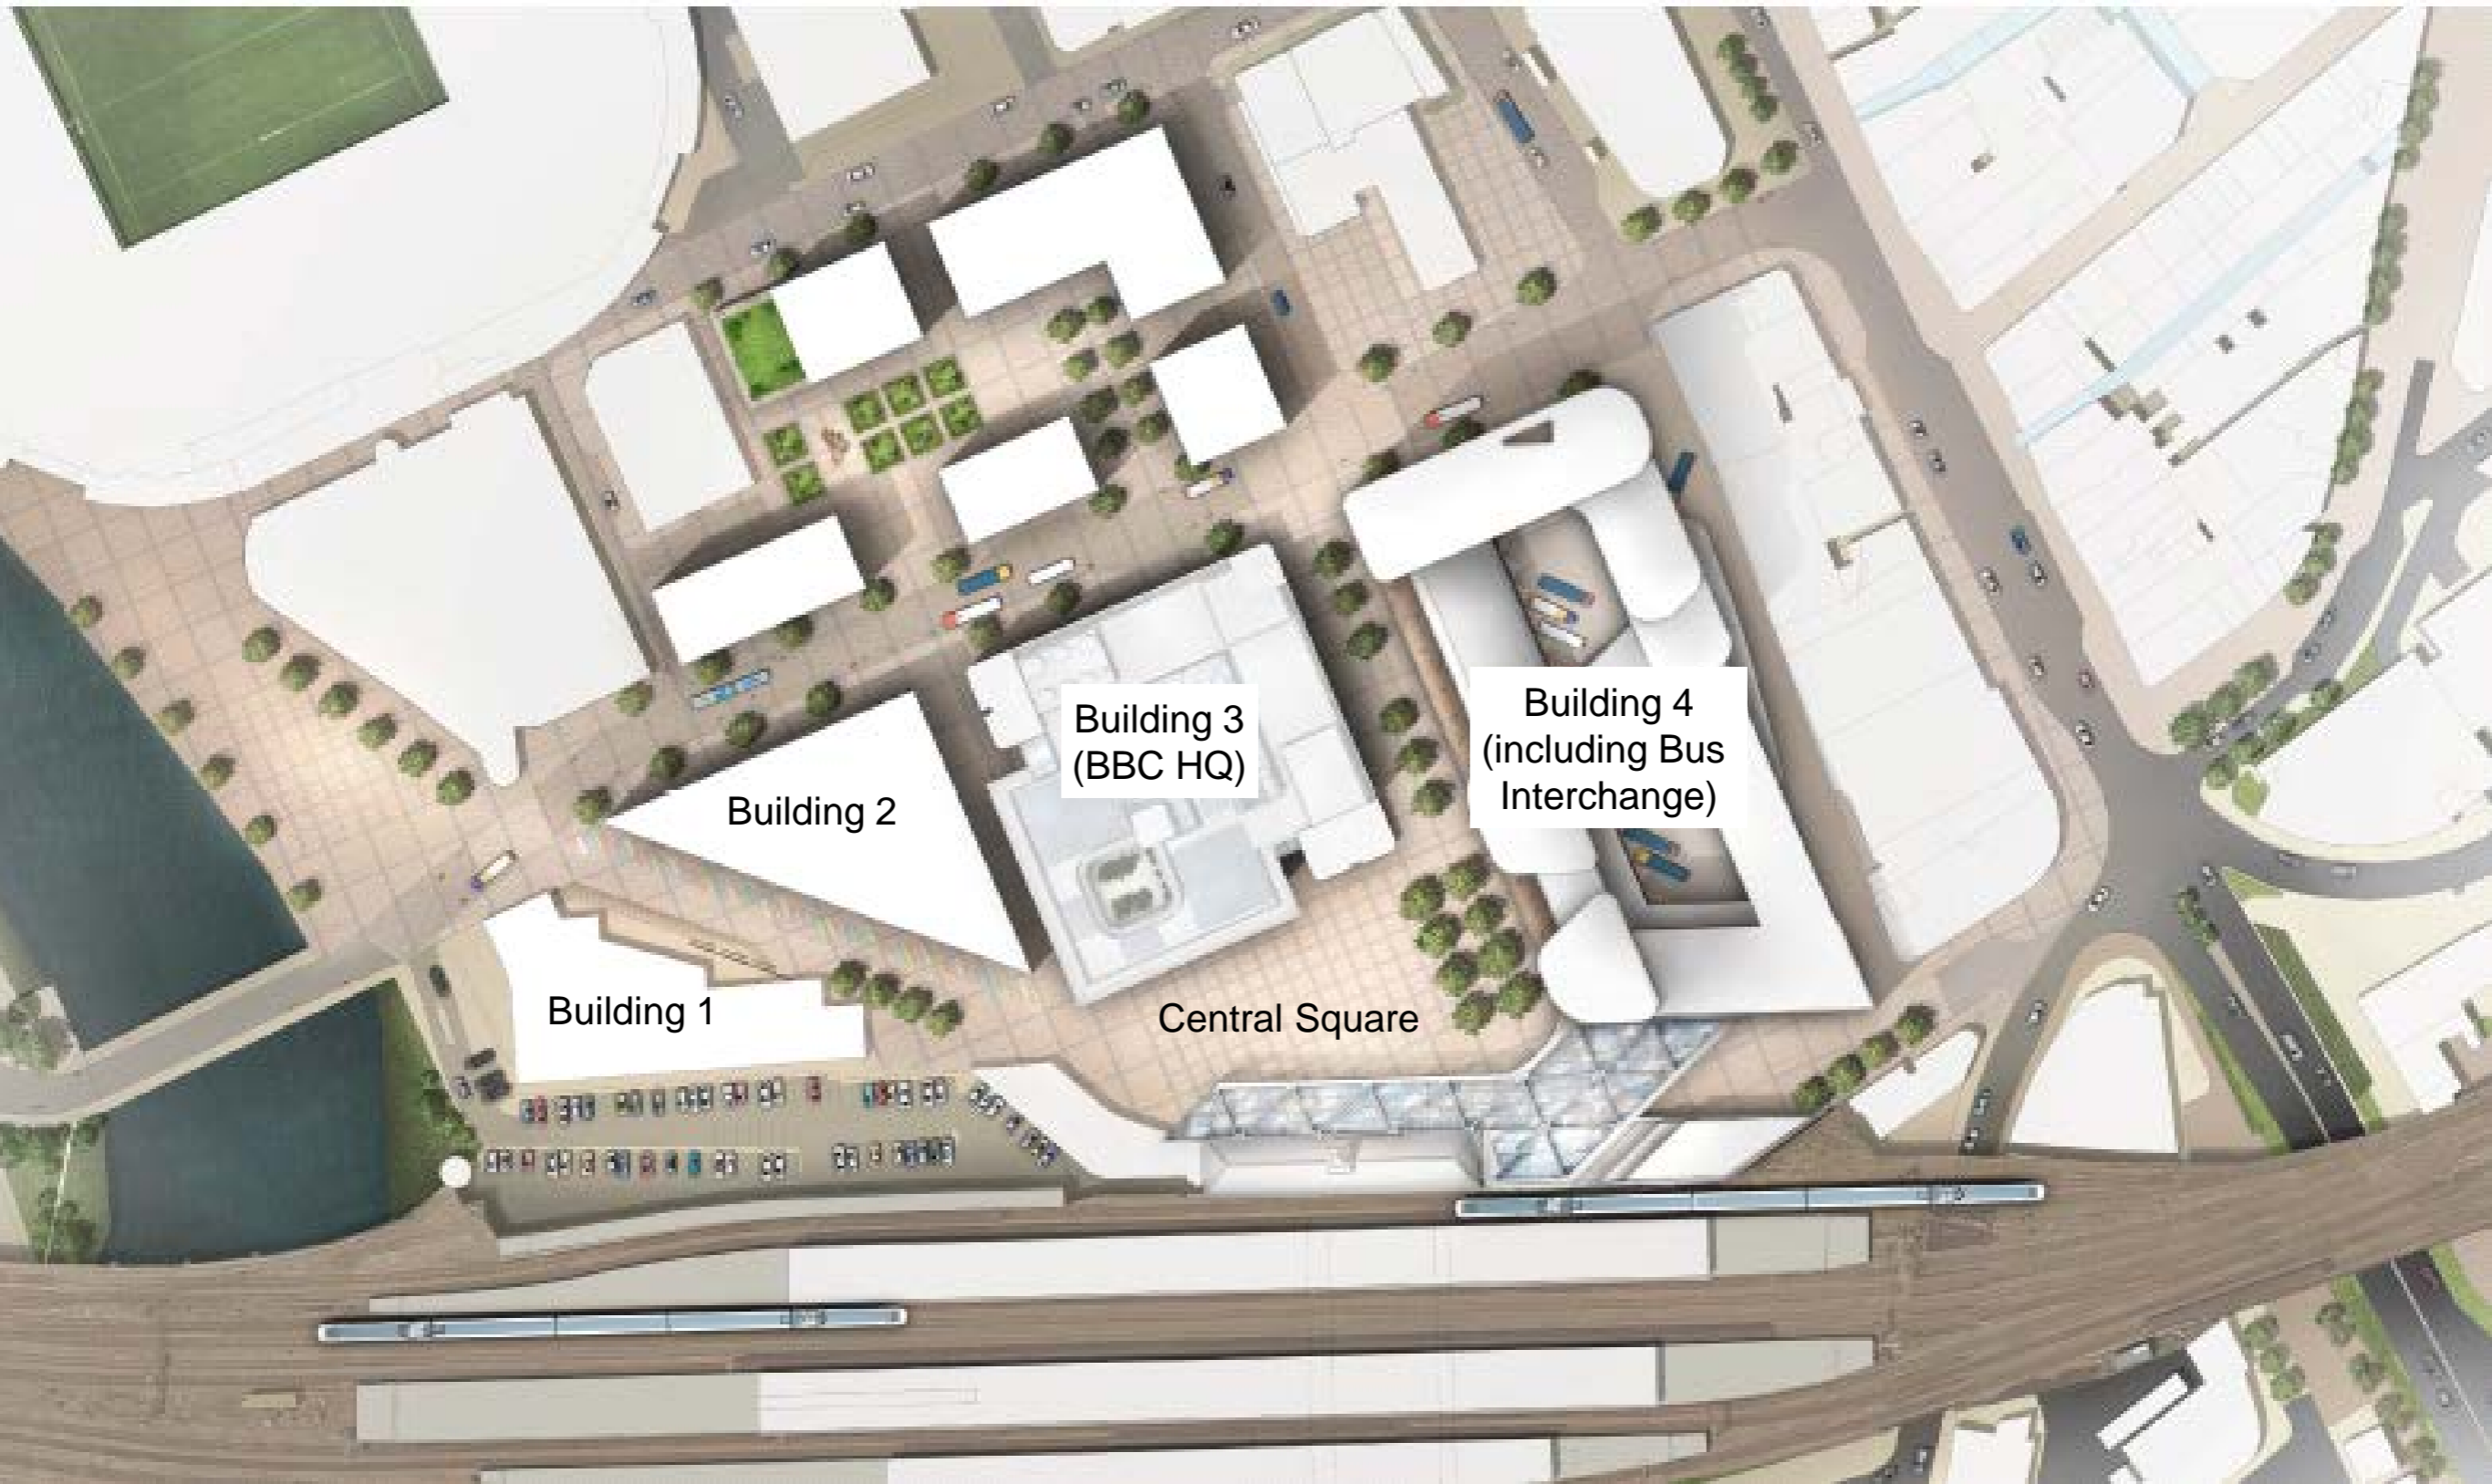 Building 3
(BBC HQ)
Building 4
(including Bus
Interchange)
Building 2
Building 1
Central Square